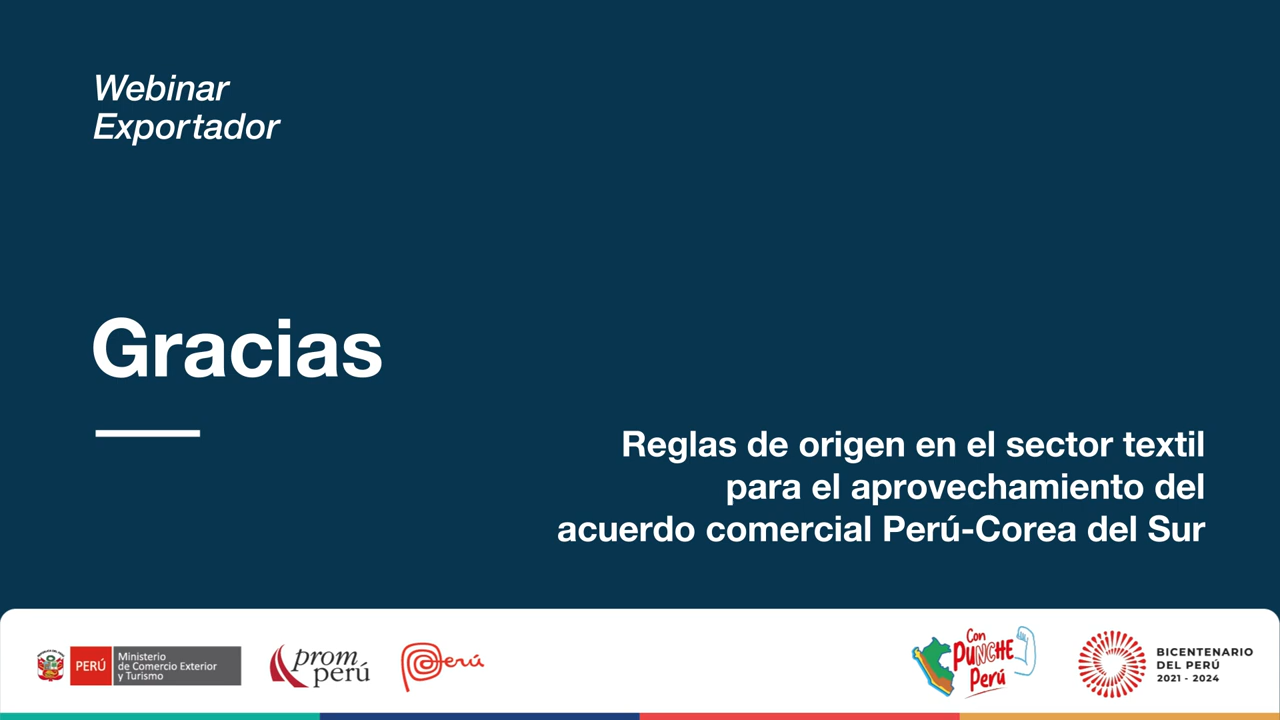 Webinar
Exportador
Gracias
Reglas de origen en el sector textil
para el aprovechamiento del
acuerdo comercial Perú-Corea del Sur
PERÚ
Ministerio
de Comercio Exterior
y Turismo
prom
perú
Perú
Con
PUNCHE
Perú
BICENTENARIO
DEL PERÚ
2021 - 2024